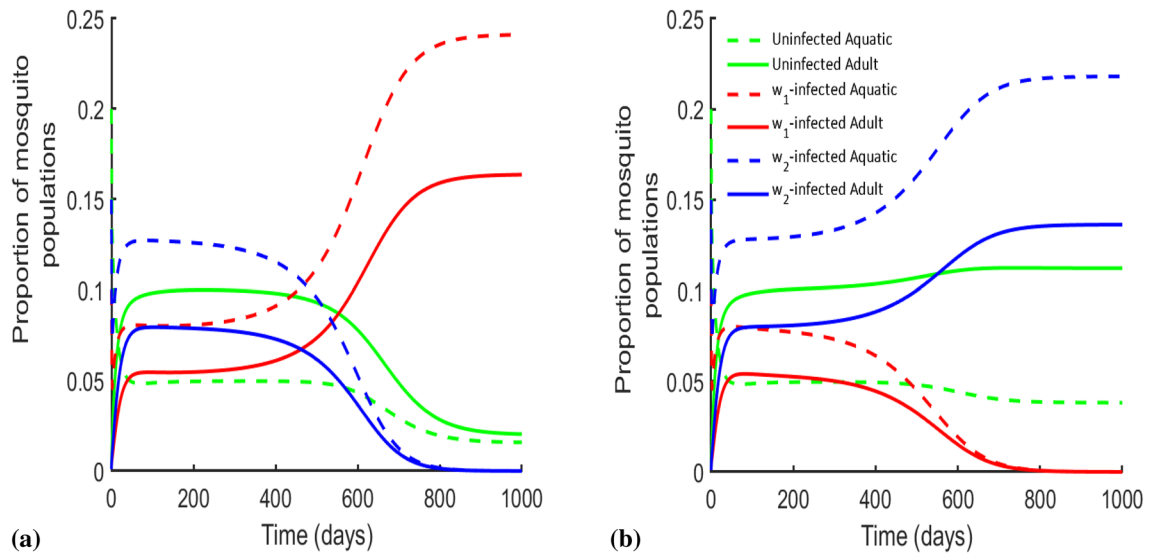 Proportion of mosquito
populations
0.25
0.2
0.15
0.1
0.05
0
0 200 400 600 800 1000
Time (days)
(a)
Proportion of mosquito
populations
0.25
0.2
0.15
0.1
0.05
0
Uninfected Aquatic
Uninfected Adult
w1-infected Aquatic
w1-infected Adult
w2-infected Aquatic
w2-infected Adult
0 200 400 600 800 1000
Time (days)
(b)